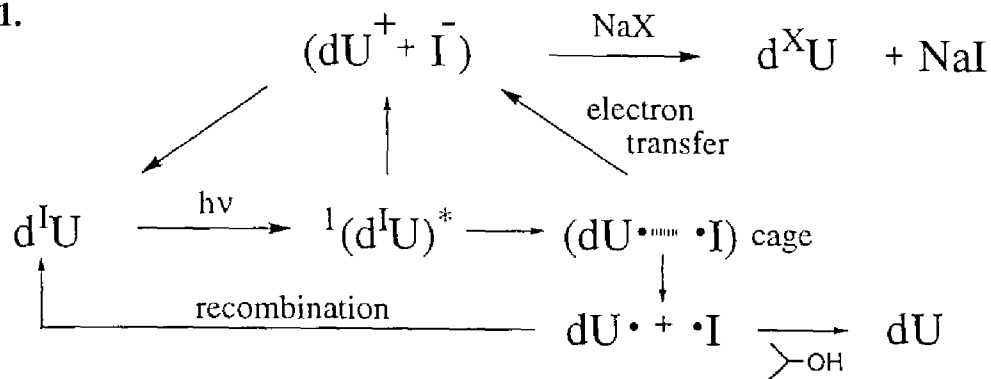 1.
(dU⁺ + I⁻) NaX dˣU + NaI
electron
transfer
dᴵU hν ¹(dᴵU)* (dU• •I) cage
recombination dU• + •I dU
OH